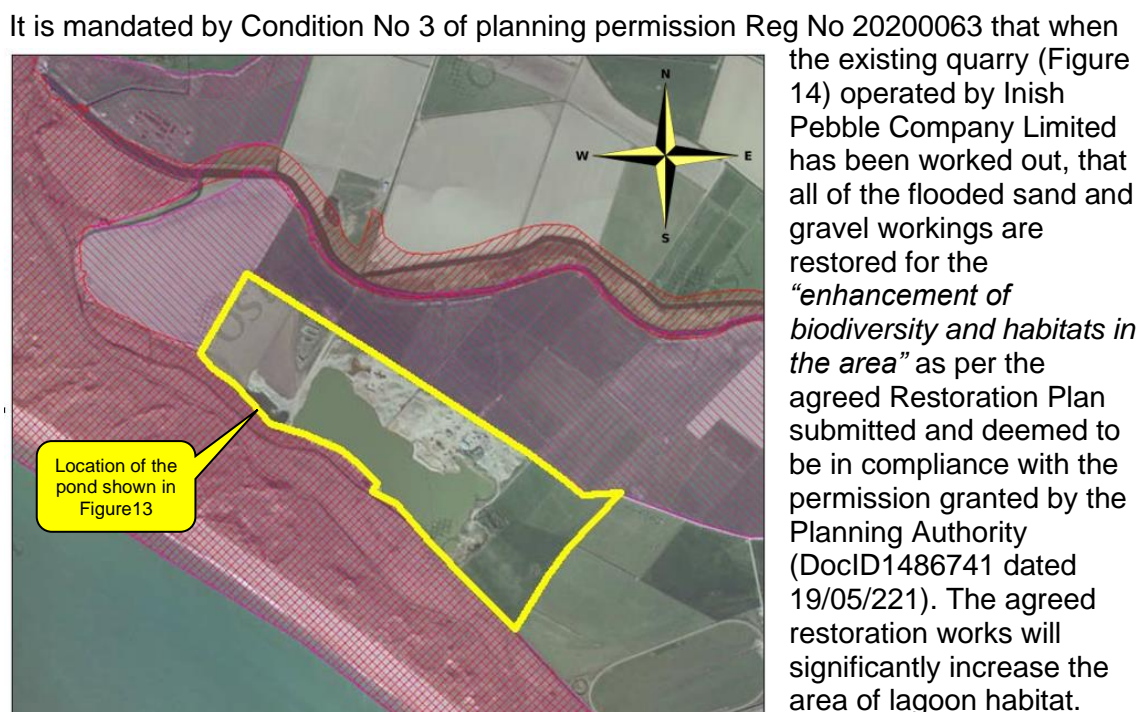 It is mandated by Condition No 3 of planning permission Reg No 20200063 that when
the existing quarry (Figure
14) operated by Inish
Pebble Company Limited
has been worked out, that
all of the flooded sand and
gravel workings are
restored for the
“enhancement of
biodiversity and habitats in
the area” as per the
agreed Restoration Plan
submitted and deemed to
be in compliance with the
permission granted by the
Planning Authority
(DocID1486741 dated
19/05/221). The agreed
restoration works will
significantly increase the
area of lagoon habitat.
N
W
E
S
Location of the
pond shown in
Figure13